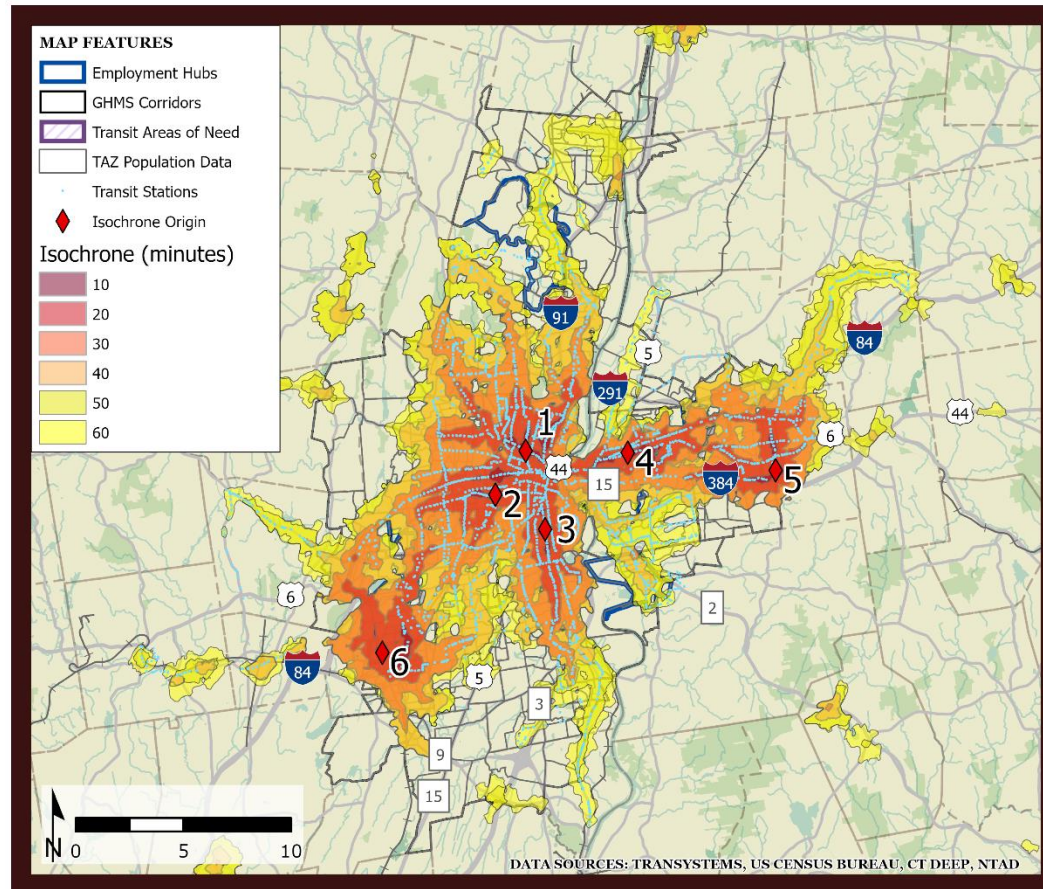 MAP FEATURES
Employment Hubs
GHMS Corridors
Transit Areas of Need
TAZ Population Data
Transit Stations
Isochrone Origin
Isochrone (minutes)
10
20
30
40
50
60
91
5
84
291
44
1
6
4
44
15
384
5
2
3
6
2
6
84
5
3
9
15
N
0 5 10
DATA SOURCES: TRANSYSTEMS, US CENSUS BUREAU, CT DEEP, NTAD